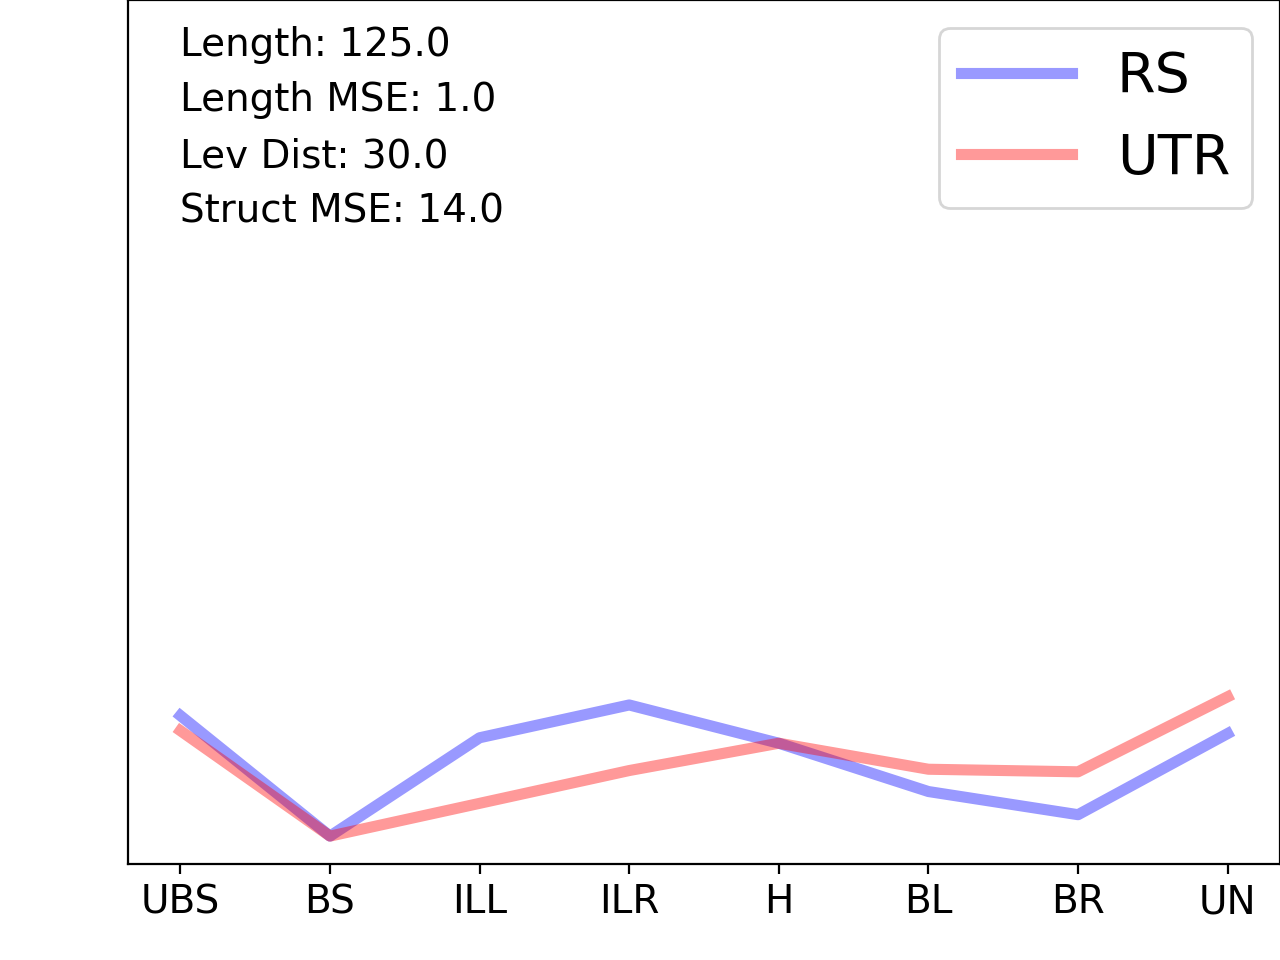 Length: 125.0
Length MSE: 1.0
Lev Dist: 30.0
Struct MSE: 14.0
RS
UTR
UBS BS ILL ILR H BL BR UN